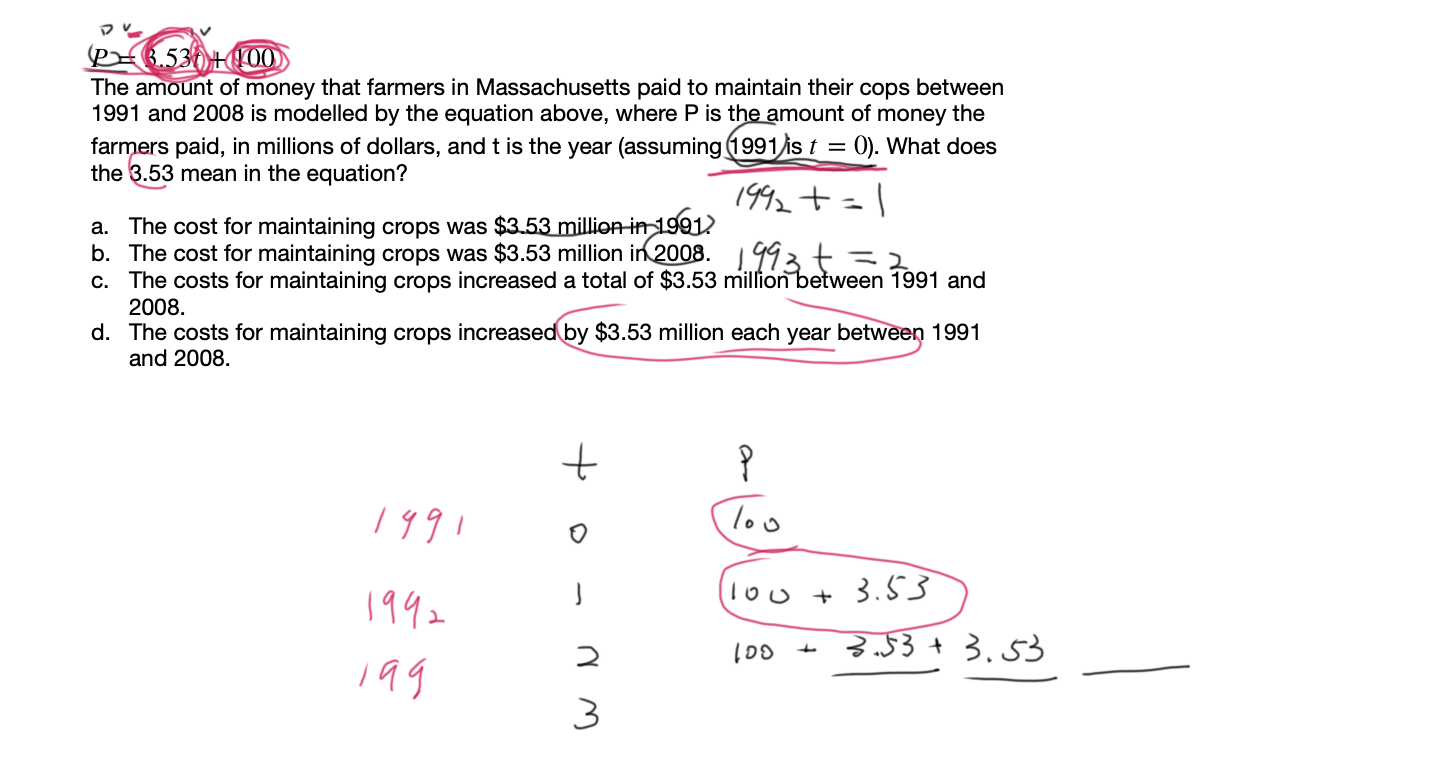 D V    V
P = 3.53t + 100
The amount of money that farmers in Massachusetts paid to maintain their cops between
1991 and 2008 is modelled by the equation above, where P is the amount of money the
farmers paid, in millions of dollars, and t is the year (assuming 1991 is t = 0). What does
the 3.53 mean in the equation?
1992 t = 1
a. The cost for maintaining crops was $3.53 million in 1991.
b. The cost for maintaining crops was $3.53 million in 2008.
1993 t = 2
c. The costs for maintaining crops increased a total of $3.53 million between 1991 and
2008.
d. The costs for maintaining crops increased by $3.53 million each year between 1991
and 2008.
t P
1991 0 100
1992 1 100 + 3.53
199 2 100 + 3.53 + 3.53
3